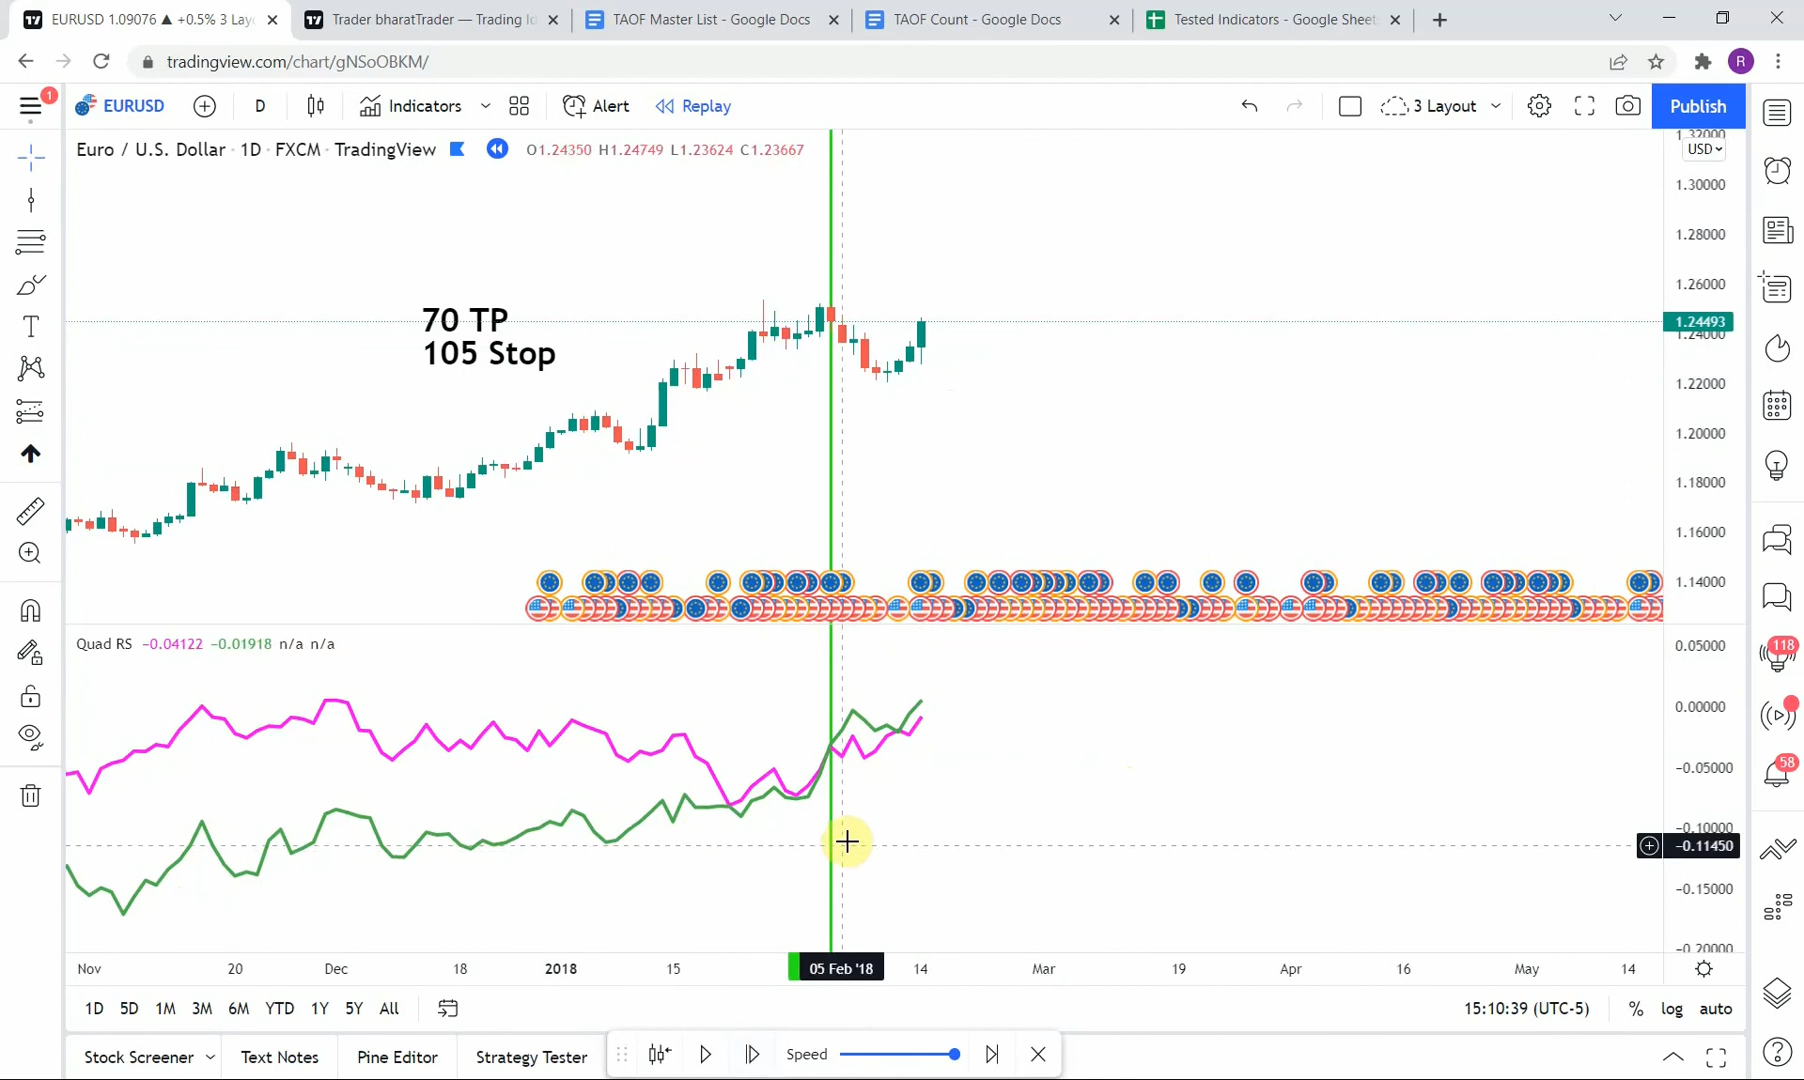 EURUSD 1.09076 ▲ +0.5% 3 Lay
Trader bharatTrader — Trading Id
TAOF Master List - Google Docs
TAOF Count - Google Docs
Tested Indicators - Google Sheet
tradingview.com/chart/gNSoOBKM/
R
1
EURUSD
D
Indicators
Alert
Replay
3 Layout
Publish
Euro / U.S. Dollar · 1D · FXCM · TradingView
O1.24350 H1.24749 L1.23624 C1.23667
USD
1.32000
1.30000
1.28000
1.26000
1.24493
1.24000
1.22000
1.20000
1.18000
1.16000
1.14000
70 TP
105 Stop
Quad RS -0.04122 -0.01918 n/a n/a
0.05000
0.00000
-0.05000
-0.10000
-0.11450
-0.15000
-0.20000
118
58
Nov
20
Dec
18
2018
15
05 Feb '18
14
Mar
19
Apr
16
May
14
1D 5D 1M 3M 6M YTD 1Y 5Y All
15:10:39 (UTC-5)
% log auto
Stock Screener
Text Notes
Pine Editor
Strategy Tester
Speed